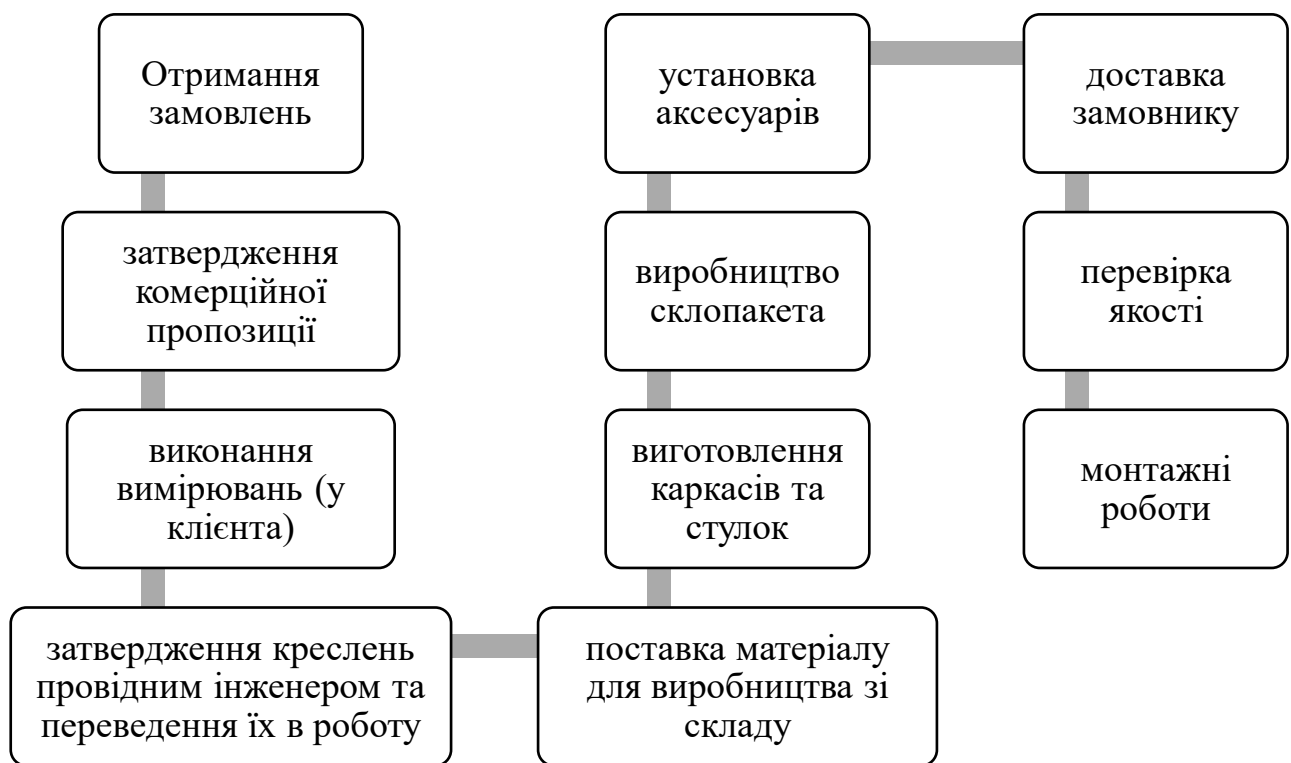 Отримання
замовлень
затвердження
комерційної
пропозиції
виконання
вимірювань (у
клієнта)
затвердження креслень
провідним інженером та
переведення їх в роботу
поставка матеріалу
для виробництва зі
складу
виготовлення
каркасів та
стулок
виробництво
склопакета
установка
аксесуарів
доставка
замовнику
перевірка
якості
монтажні
роботи